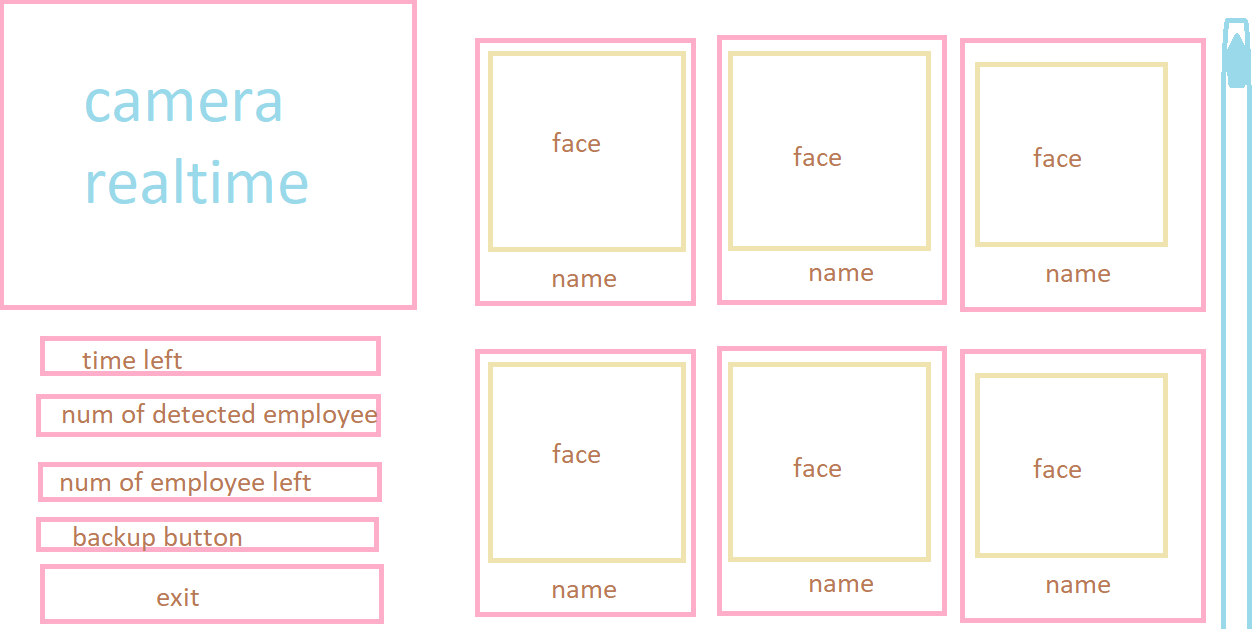 camera
realtime
time left
num of detected employee
num of employee left
backup button
exit
face
name
face
name
face
name
face
name
face
name
face
name